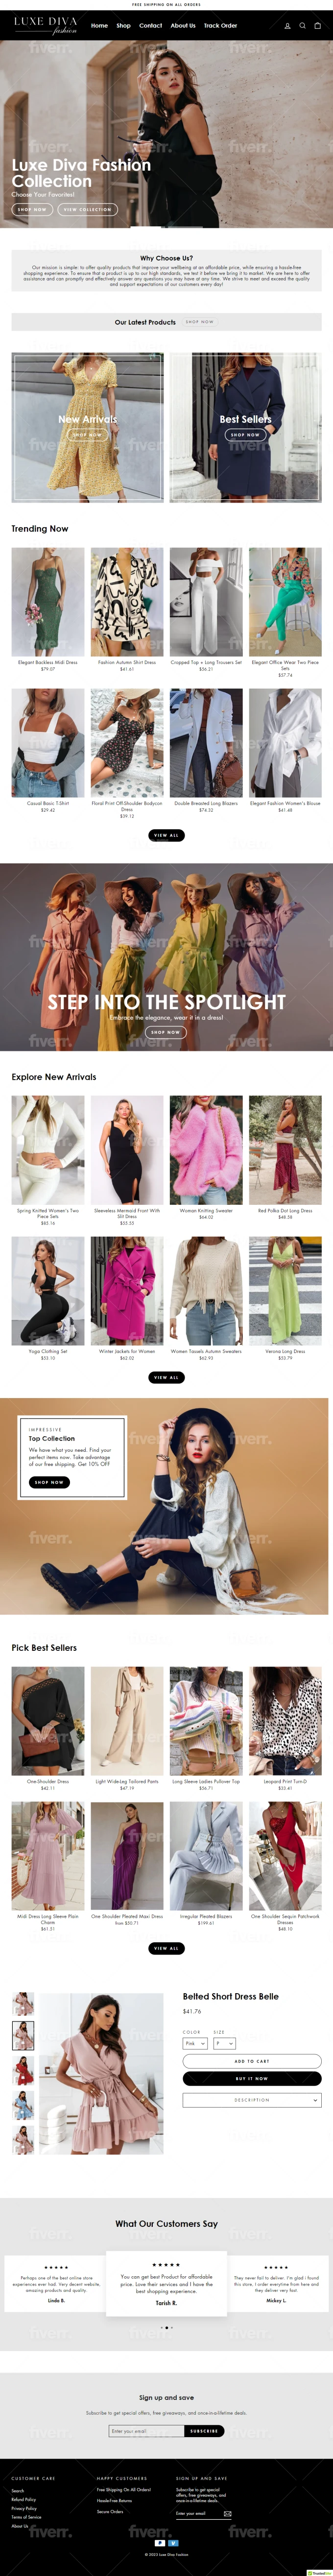 FREE SHIPPING ON ALL ORDERS
LUXE DIVA
fashion
Home Shop Contact About Us Track Order
Luxe Diva Fashion
Collection
Choose Your Favorites!
SHOP NOW VIEW COLLECTION
Why Choose Us?
Our mission is simple: to offer quality products that improve your wellbeing at an affordable price, while ensuring a hassle-free
shopping experience. To ensure that a product is of our high standards, we test it before we bring it to market. We are here to offer
assistance and can promptly and effectively answer any questions you may have at any time. We strive to meet and exceed the quality
and support expectations of our customers every day!
Our Latest Products SHOP NOW
New Arrivals
SHOP NOW
Best Sellers
SHOP NOW
Trending Now
Elegant Backless Midi Dress
$79.07
Fashion Autumn Shirt Dress
$41.61
Cropped Top + Long Trousers Set
$56.21
Elegant Office Wear Two Piece
Sets
$37.74
Casual Basic T-Shirt
$29.42
Floral Print Off-Shoulder Bodycon
Dress
$39.12
Double Breasted Long Blazers
$74.32
Elegant Fashion Women's Blouse
$41.48
VIEW ALL
STEP INTO THE SPOTLIGHT
Embrace the elegance, wear it in a dress!
SHOP NOW
Explore New Arrivals
Spring Knitted Women's Two
Piece Sets
$83.16
Sleeveless Mermaid Front With
Slit Dress
$35.55
Woman Knitting Sweater
$64.02
Red Polka Dot Long Dress
$48.58
Yoga Clothing Set
$33.10
Winter Jackets for Women
$62.02
Woman Tassels Autumn Sweaters
$62.93
Verona Long Dress
$53.79
VIEW ALL
IMPRESSIVE
Top Collection
We have what you need. Find your
perfect items now. Take advantage
of our free shipping. Get 10% OFF
SHOP NOW
Pick Best Sellers
One-Shoulder Dress
$42.11
Light Wide-Leg Tailored Pants
$47.19
Long Sleeve Ladies Pullover Top
$56.71
Leopard Print Turn-D
$33.41
Midi Dress Long Sleeve Plain
Charm
$61.51
One Shoulder Pleated Maxi Dress
from $50.71
Irregular Pleated Blazers
$199.61
One Shoulder Sequin Patchwork
Dresses
$48.10
VIEW ALL
Belted Short Dress Belle
$41.76
COLOR SIZE
Pink P
ADD TO CART
BUY IT NOW
DESCRIPTION
What Our Customers Say
★★★★★
Perhaps one of the best online store
experiences ever had. Very decent website,
amazing products and quality.
Linda B.
★★★★★
You can get best Product for affordable
price. Love their services and I have the
best shopping experience.
Tarish R.
★★★★★
They never fail to deliver. I'm glad i found
this store, I order everything from here and
they deliver very fast.
Mickey L.
Sign up and save
Subscribe to get special offers, free giveaways, and once-in-a-lifetime deals.
Enter your email SUBSCRIBE
CUSTOMER CARE
Search
Refund Policy
Privacy Policy
Terms of Service
About Us
HAPPY CUSTOMERS
Free Shipping On All Orders!
Hassle-Free Returns
Secure Orders
SIGN UP AND SAVE
Subscribe to get special
offers, free giveaways, and
once-in-a-lifetime deals.
Enter your email
© 2023 Luxe Diva Fashion